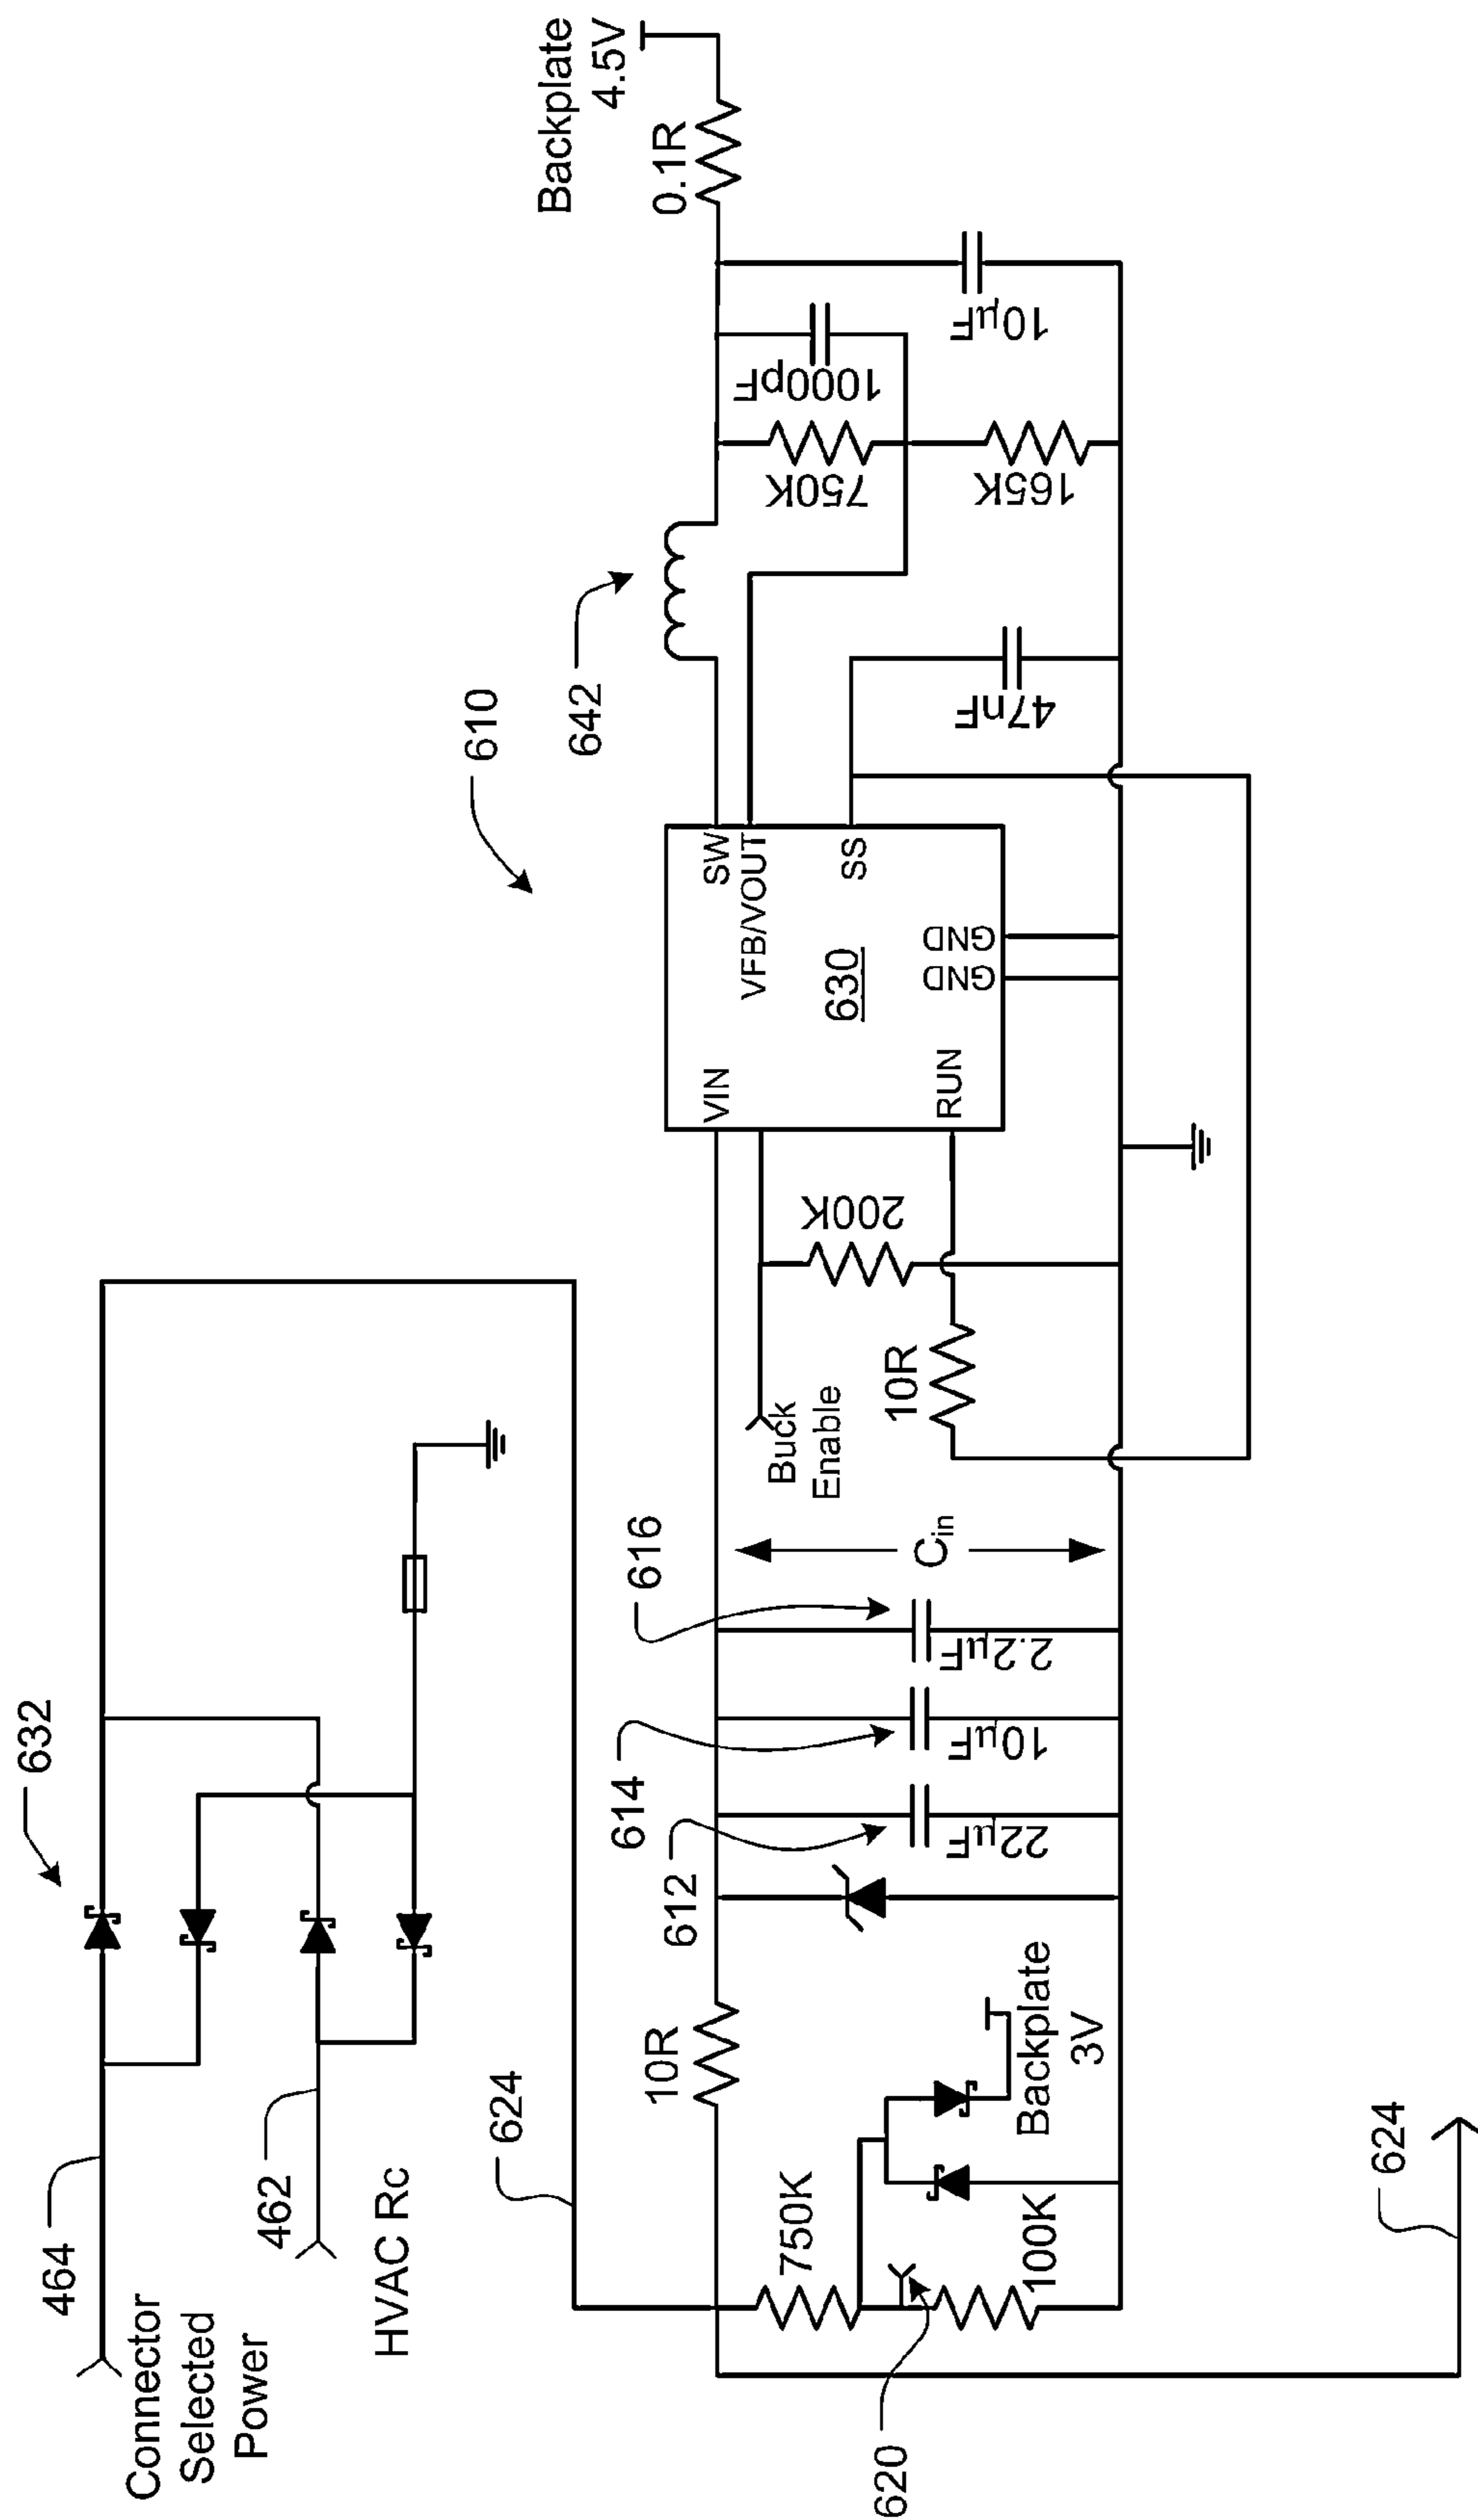 632
464
Connector
Selected
Power
462
HVAC Rc
624
610
642
Backplate
4.5V
0.1R
616
614
612
10R
Cin
22µF
10µF
2.2µF
Buck
Enable
200K
10R
VIN
RUN
630
SW
VFB/VOUT
SS
GND
GND
47nF
750K
165K
1000pF
10µF
750K
100K
620
Backplate
3V
624